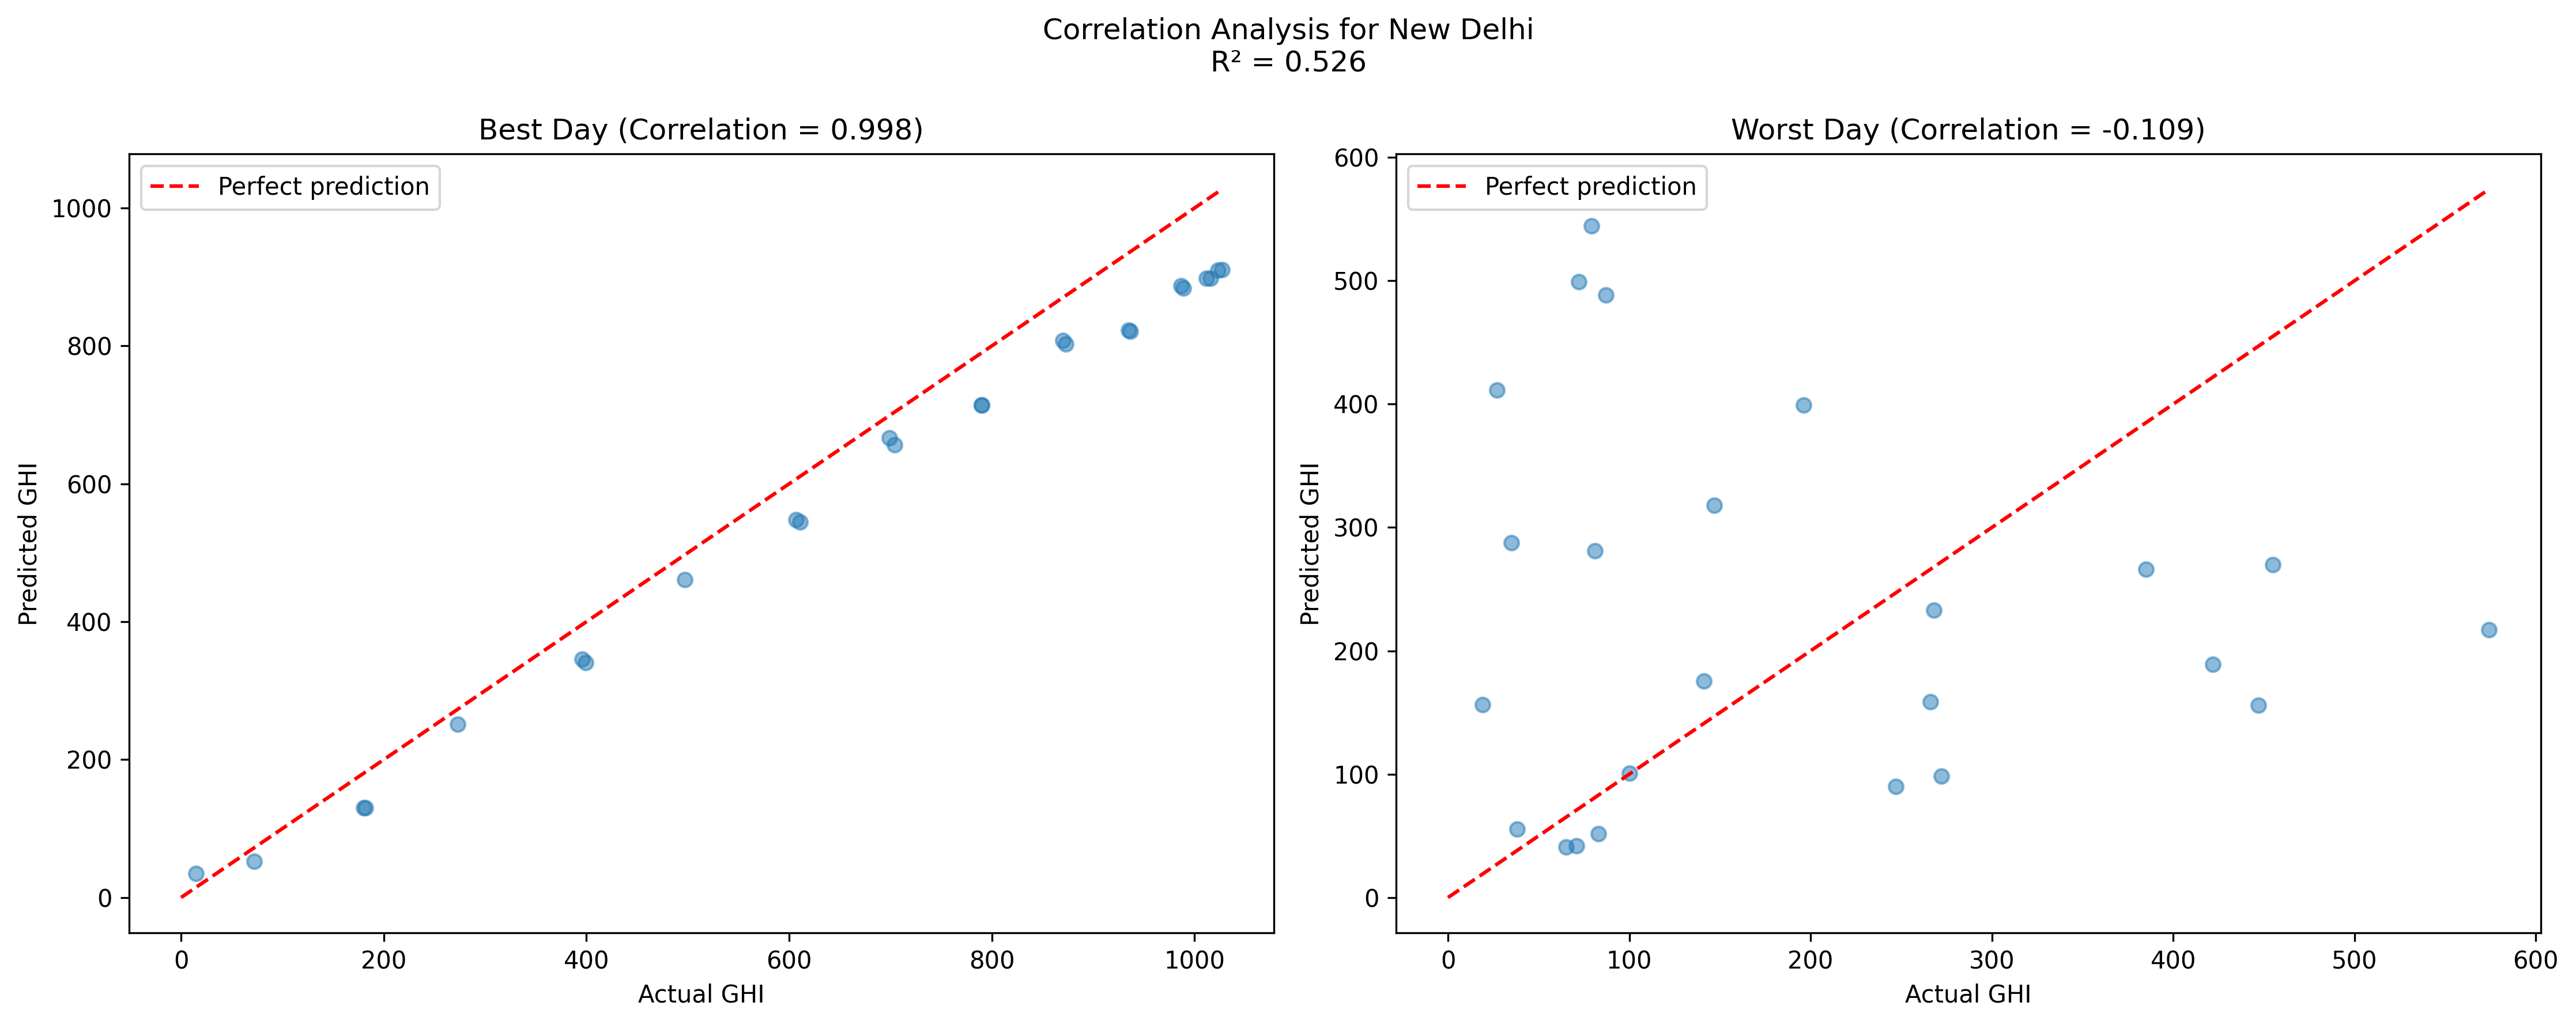 Correlation Analysis for New Delhi
R² = 0.526
Best Day (Correlation = 0.998)
Perfect prediction
1000
800
600
400
200
0
Predicted GHI
0 200 400 600 800 1000
Actual GHI
Worst Day (Correlation = -0.109)
Perfect prediction
600
500
400
300
200
100
0
Predicted GHI
0 100 200 300 400 500 600
Actual GHI